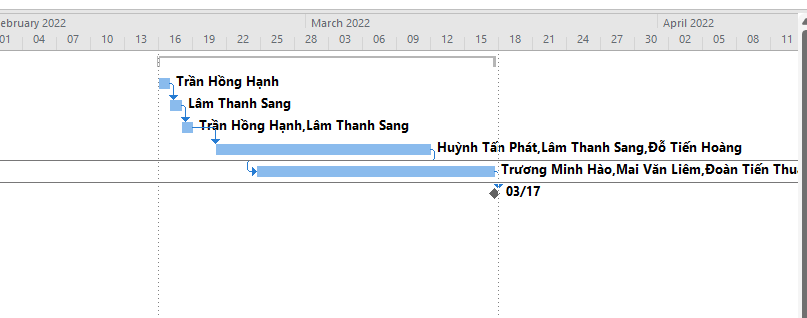 ebruary 2022 March 2022 April 2022
01 04 07 10 13 16 19 22 25 28 03 06 09 12 15 18 21 24 27 30 02 05 08 11
Trần Hồng Hạnh
Lâm Thanh Sang
Trần Hồng Hạnh,Lâm Thanh Sang
Huỳnh Tấn Phát,Lâm Thanh Sang,Đỗ Tiến Hoàng
Trương Minh Hào,Mai Văn Liêm,Đoàn Tiến Thu
03/17